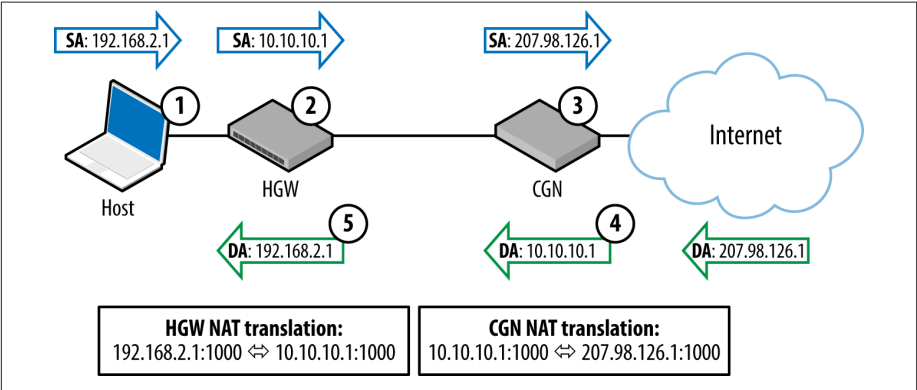 SA: 192.168.2.1
SA: 10.10.10.1
SA: 207.98.126.1
1
2
3
Internet
Host
HGW
CGN
5
4
DA: 192.168.2.1
DA: 10.10.10.1
DA: 207.98.126.1
HGW NAT translation:
192.168.2.1:1000 ⇔ 10.10.10.1:1000
CGN NAT translation:
10.10.10.1:1000 ⇔ 207.98.126.1:1000